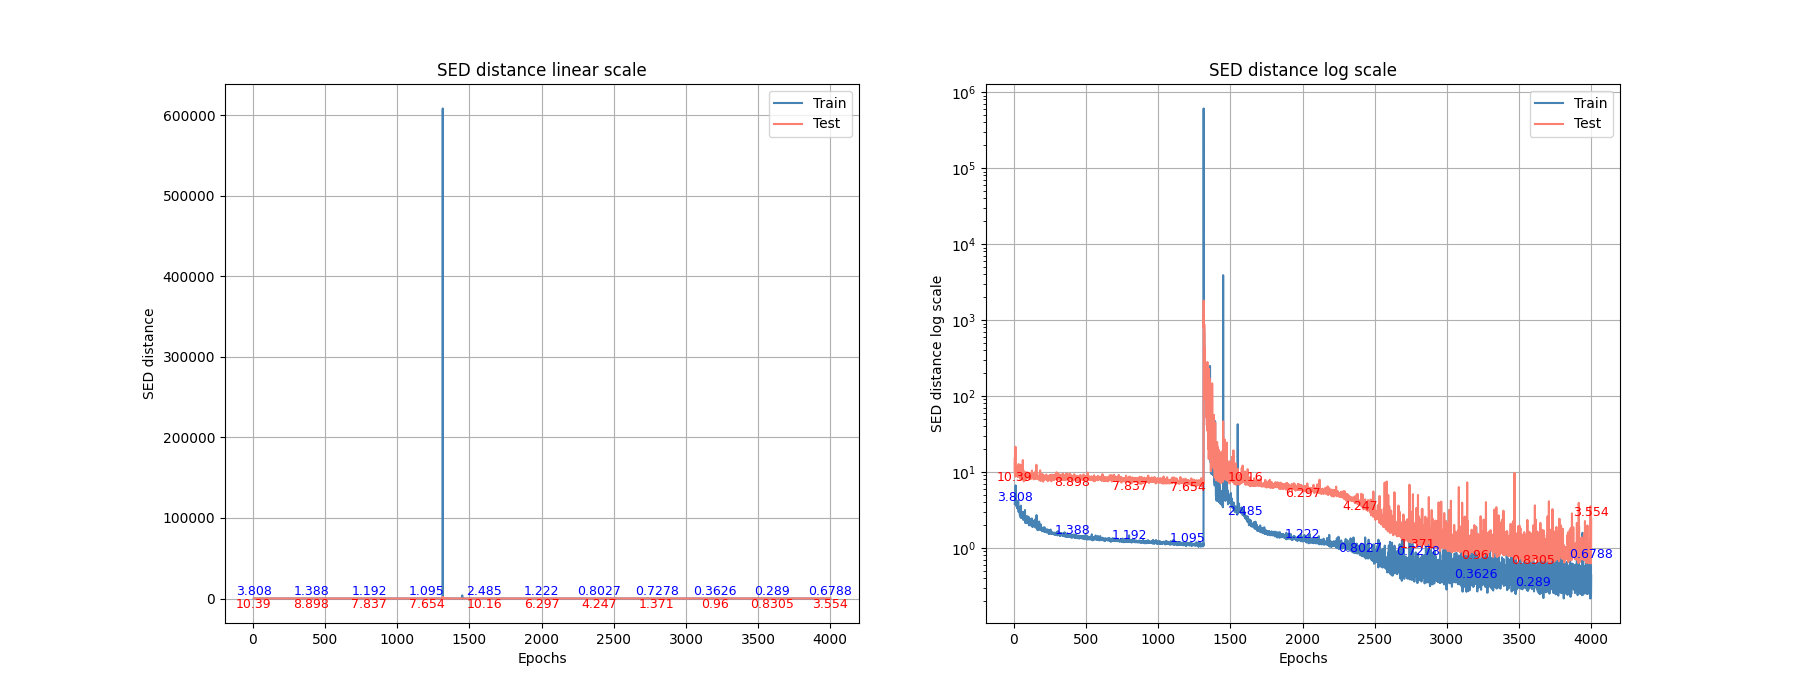 SED distance linear scale
Train
Test
600000
500000
400000
300000
200000
100000
0
SED distance
3.808 1.388 1.192 1.095 2.485 1.222 0.8027 0.7278 0.3626 0.289 0.6788
10.39 8.898 7.837 7.654 10.16 6.297 4.247 1.371 0.96 0.8305 3.554
0 500 1000 1500 2000 2500 3000 3500 4000
Epochs
SED distance log scale
Train
Test
10^6
10^5
10^4
10^3
10^2
10^1
10^0
SED distance log scale
10.39 8.898 7.837 7.654 10.16 6.297 4.247 .371 0.96 0.8305 3.554
3.808 1.388 1.192 1.095 2.485 1.222 0.8027 0.7278 0.3626 0.289 0.6788
0 500 1000 1500 2000 2500 3000 3500 4000
Epochs